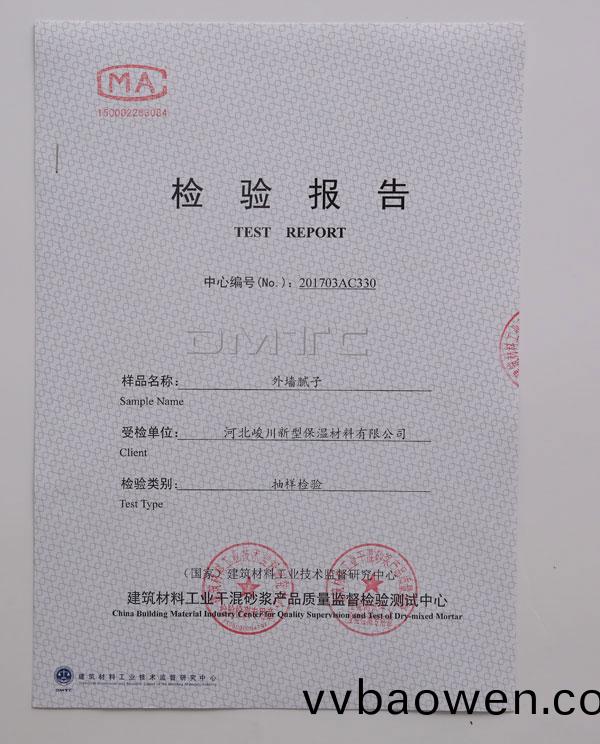 MA
150002283084
检 验 报 告
TEST REPORT
中心编号(No.): 201703AC330
DMTC
样品名称: 外墙腻子
Sample Name
受检单位: 河北峻川新型保湿材料有限公司
Client
检验类别: 抽样检验
Test Type
(国家)建筑材料工业技术监督研究中心
建筑材料工业干混砂浆产品质量监督检验测试中心
China Building Material Industry Center for Quality Supervision and Test of Dry-mixed Mortar
建筑材料工业技术监督研究中心
vvbaowen.co